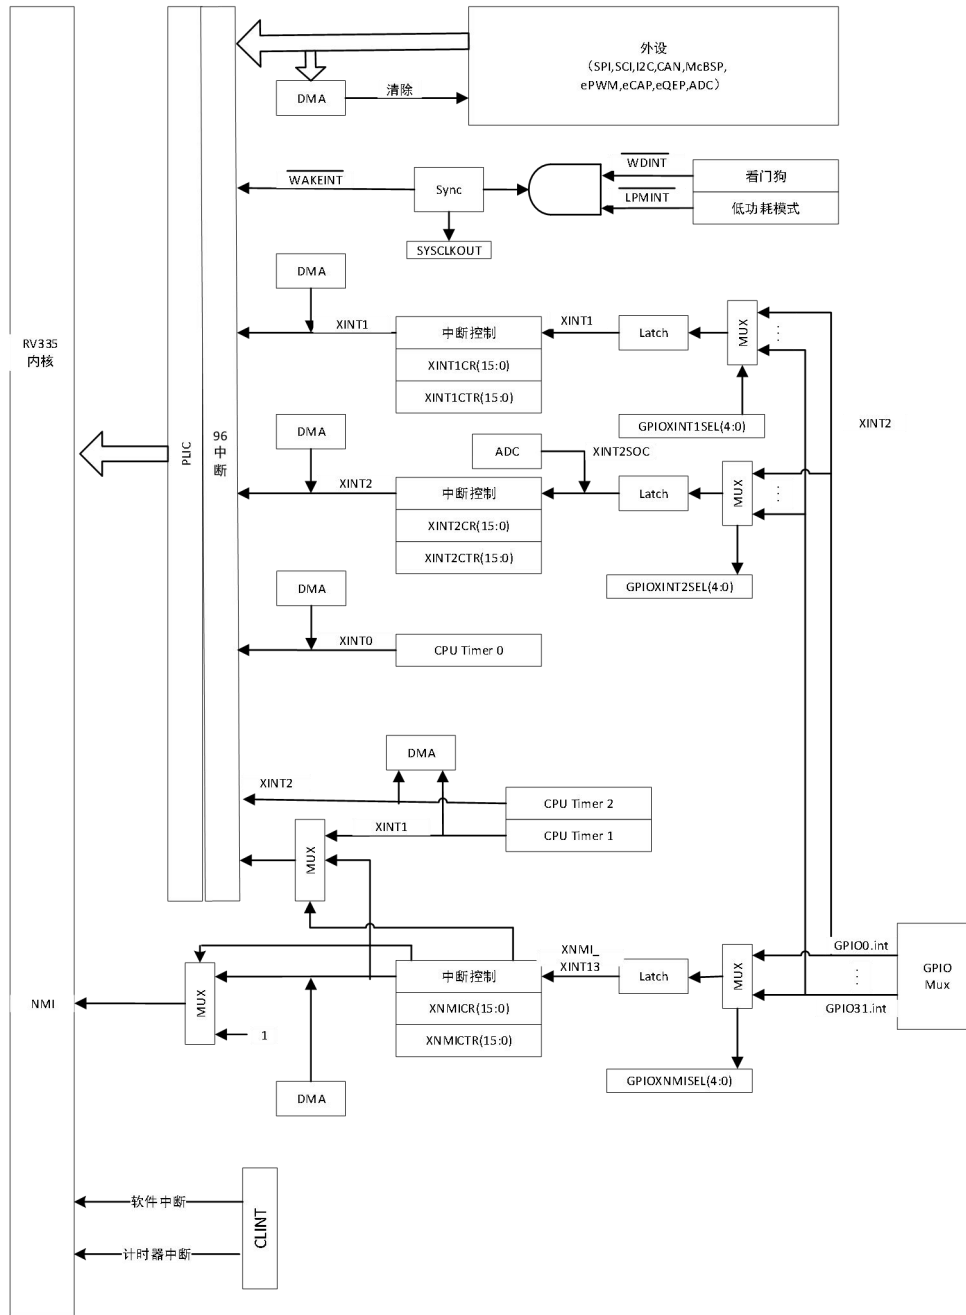 外设
（SPI,SCI,I2C,CAN,McBSP,
ePWM,eCAP,eQEP,ADC）
DMA
清除
WAKEINT
Sync
WDINT
看门狗
LPMINT
低功耗模式
SYSCLKOUT
DMA
XINT1
中断控制
XINT1CR(15:0)
XINT1CTR(15:0)
XINT1
Latch
MUX
GPIOXINT1SEL(4:0)
XINT2
RV335
内核
PLIC
96
中
断
DMA
ADC
XINT2SOC
XINT2
中断控制
XINT2CR(15:0)
XINT2CTR(15:0)
Latch
MUX
GPIOXINT2SEL(4:0)
DMA
XINT0
CPU Timer 0
DMA
XINT2
CPU Timer 2
XINT1
CPU Timer 1
MUX
GPIO0.int
GPIO31.int
GPIO
Mux
XNMI_
XINT13
中断控制
XNMICR(15:0)
XNMICTR(15:0)
Latch
MUX
GPIOXNMISEL(4:0)
NMI
MUX
1
DMA
软件中断
计时器中断
CLINT